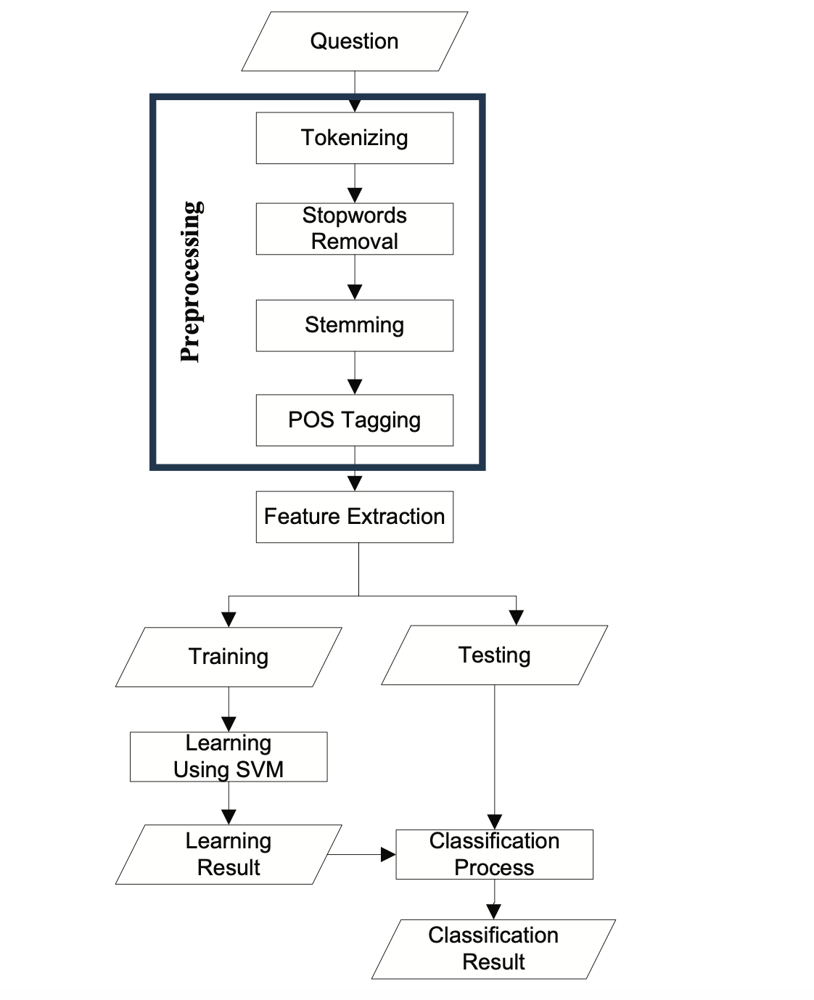 Question
Preprocessing
Tokenizing
Stopwords
Removal
Stemming
POS Tagging
Feature Extraction
Training
Testing
Learning
Using SVM
Learning
Result
Classification
Process
Classification
Result